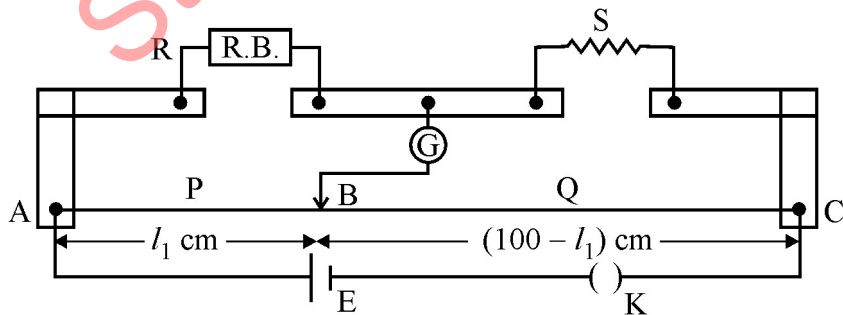 S
R R.B.
G
P B Q
A C
l₁ cm (100 – l₁) cm
E K